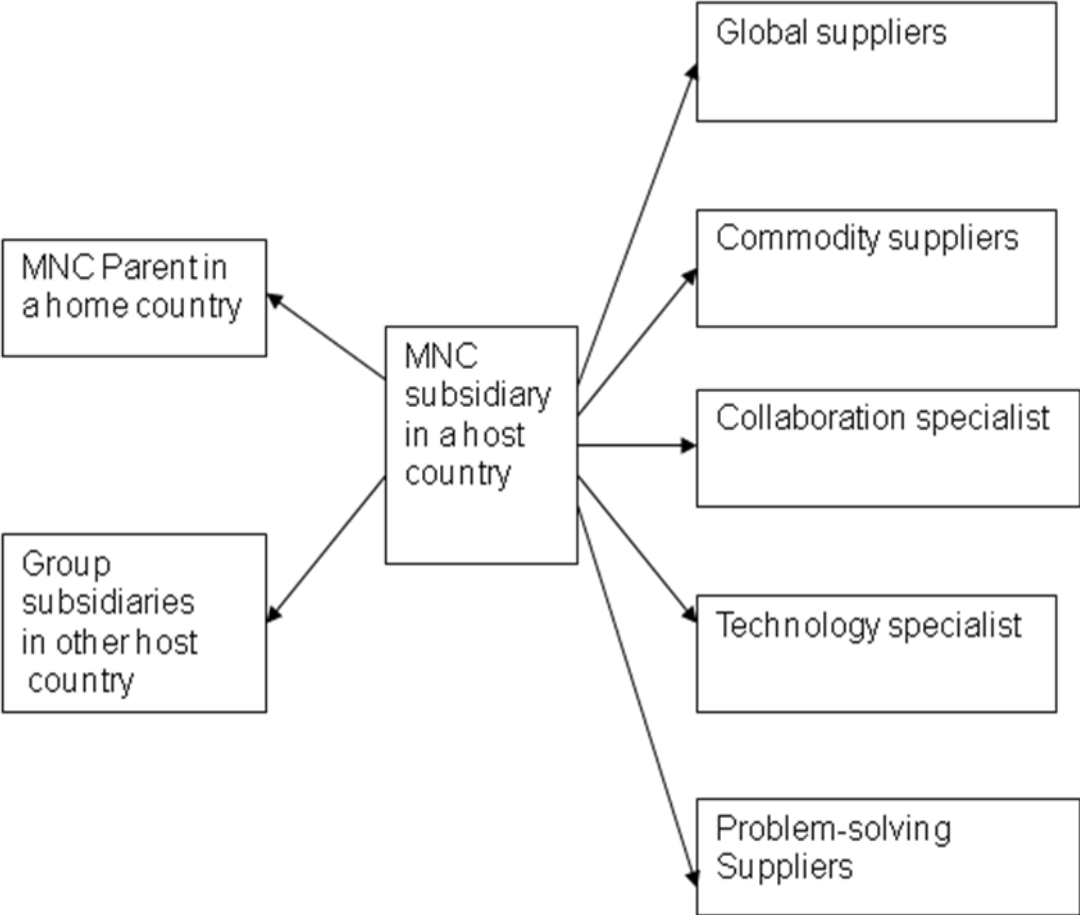 Global suppliers
Commodity suppliers
MNC Parent in
a home country
MNC
subsidiary
in a host
country
Collaboration specialist
Group
subsidiaries
in other host
country
Technology specialist
Problem-solving
Suppliers